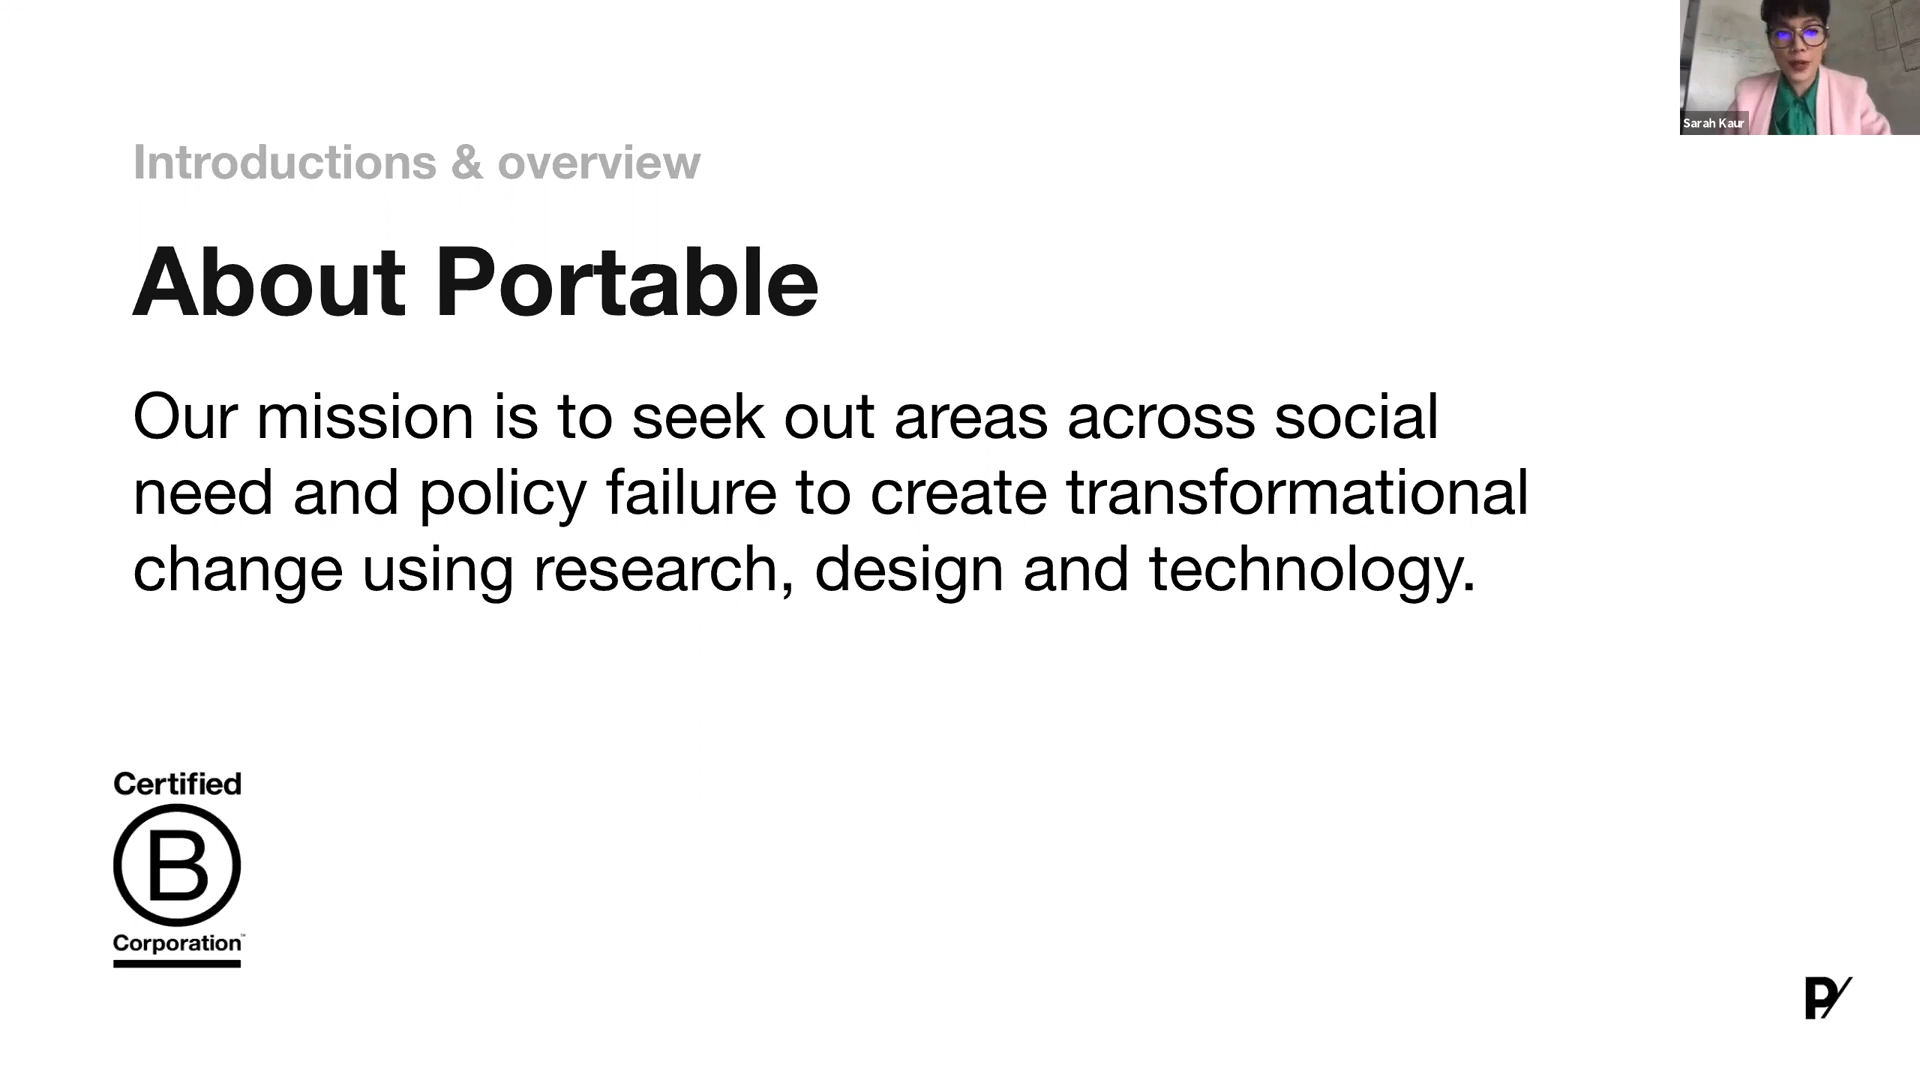 Sarah Kaur
Introductions & overview
About Portable
Our mission is to seek out areas across social
need and policy failure to create transformational
change using research, design and technology.
Certified
B
Corporation™
P/